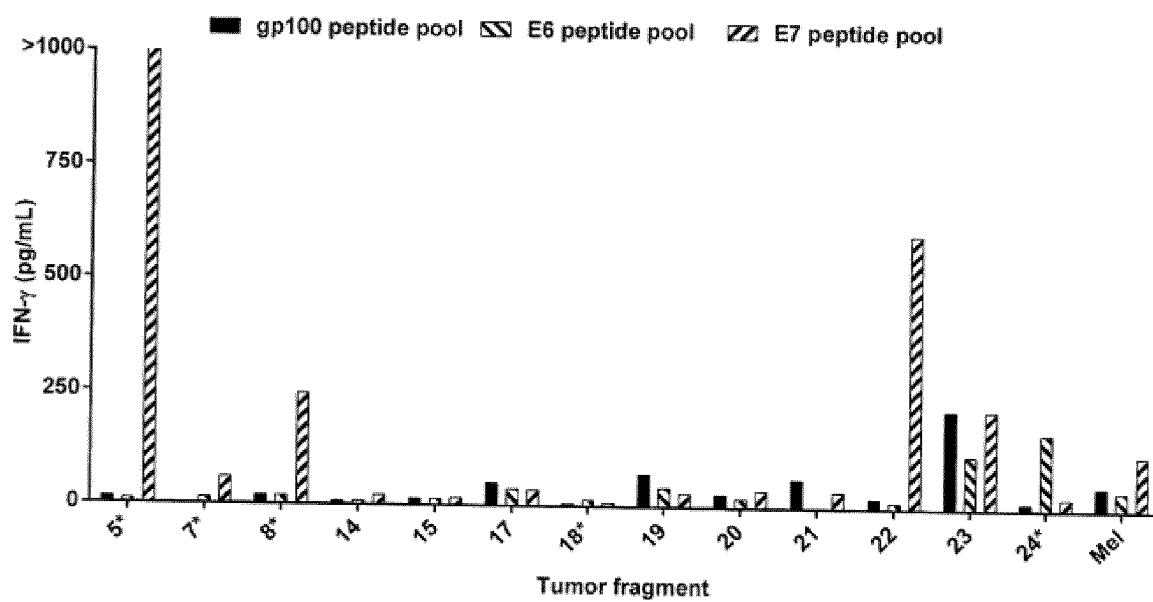 gp100 peptide pool E6 peptide pool E7 peptide pool
>1000
750
500
250
0
IFN-γ (pg/mL)
5* 7* 8* 14 15 17 18* 19 20 21 22 23 24* Mel
Tumor fragment